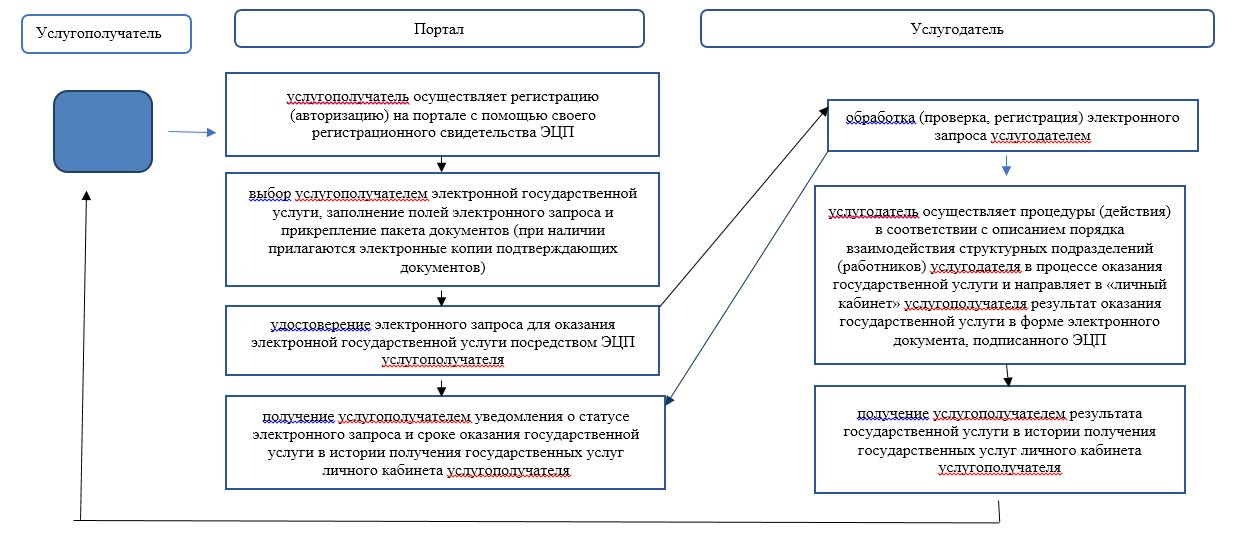 Услугополучатель
Портал
Услугодатель
услугополучатель осуществляет регистрацию
(авторизацию) на портале с помощью своего
регистрационного свидетельства ЭЦП
выбор услугополучателем электронной государственной
услуги, заполнение полей электронного запроса и
прикрепление пакета документов (при наличии
прилагаются электронные копии подтверждающих
документов)
удостоверение электронного запроса для оказания
электронной государственной услуги посредством ЭЦП
услугополучателя
получение услугополучателем уведомления о статусе
электронного запроса и сроке оказания государственной
услуги в истории получения государственных услуг
личного кабинета услугополучателя
обработка (проверка, регистрация) электронного
запроса услугодателем
услугодатель осуществляет процедуры (действия)
в соответствии с описанием порядка
взаимодействия структурных подразделений
(работников) услугодателя в процессе оказания
государственной услуги и направляет в «личный
кабинет» услугополучателя результат оказания
государственной услуги в форме электронного
документа, подписанного ЭЦП
получение услугополучателем результата
государственной услуги в истории получения
государственных услуг личного кабинета
услугополучателя